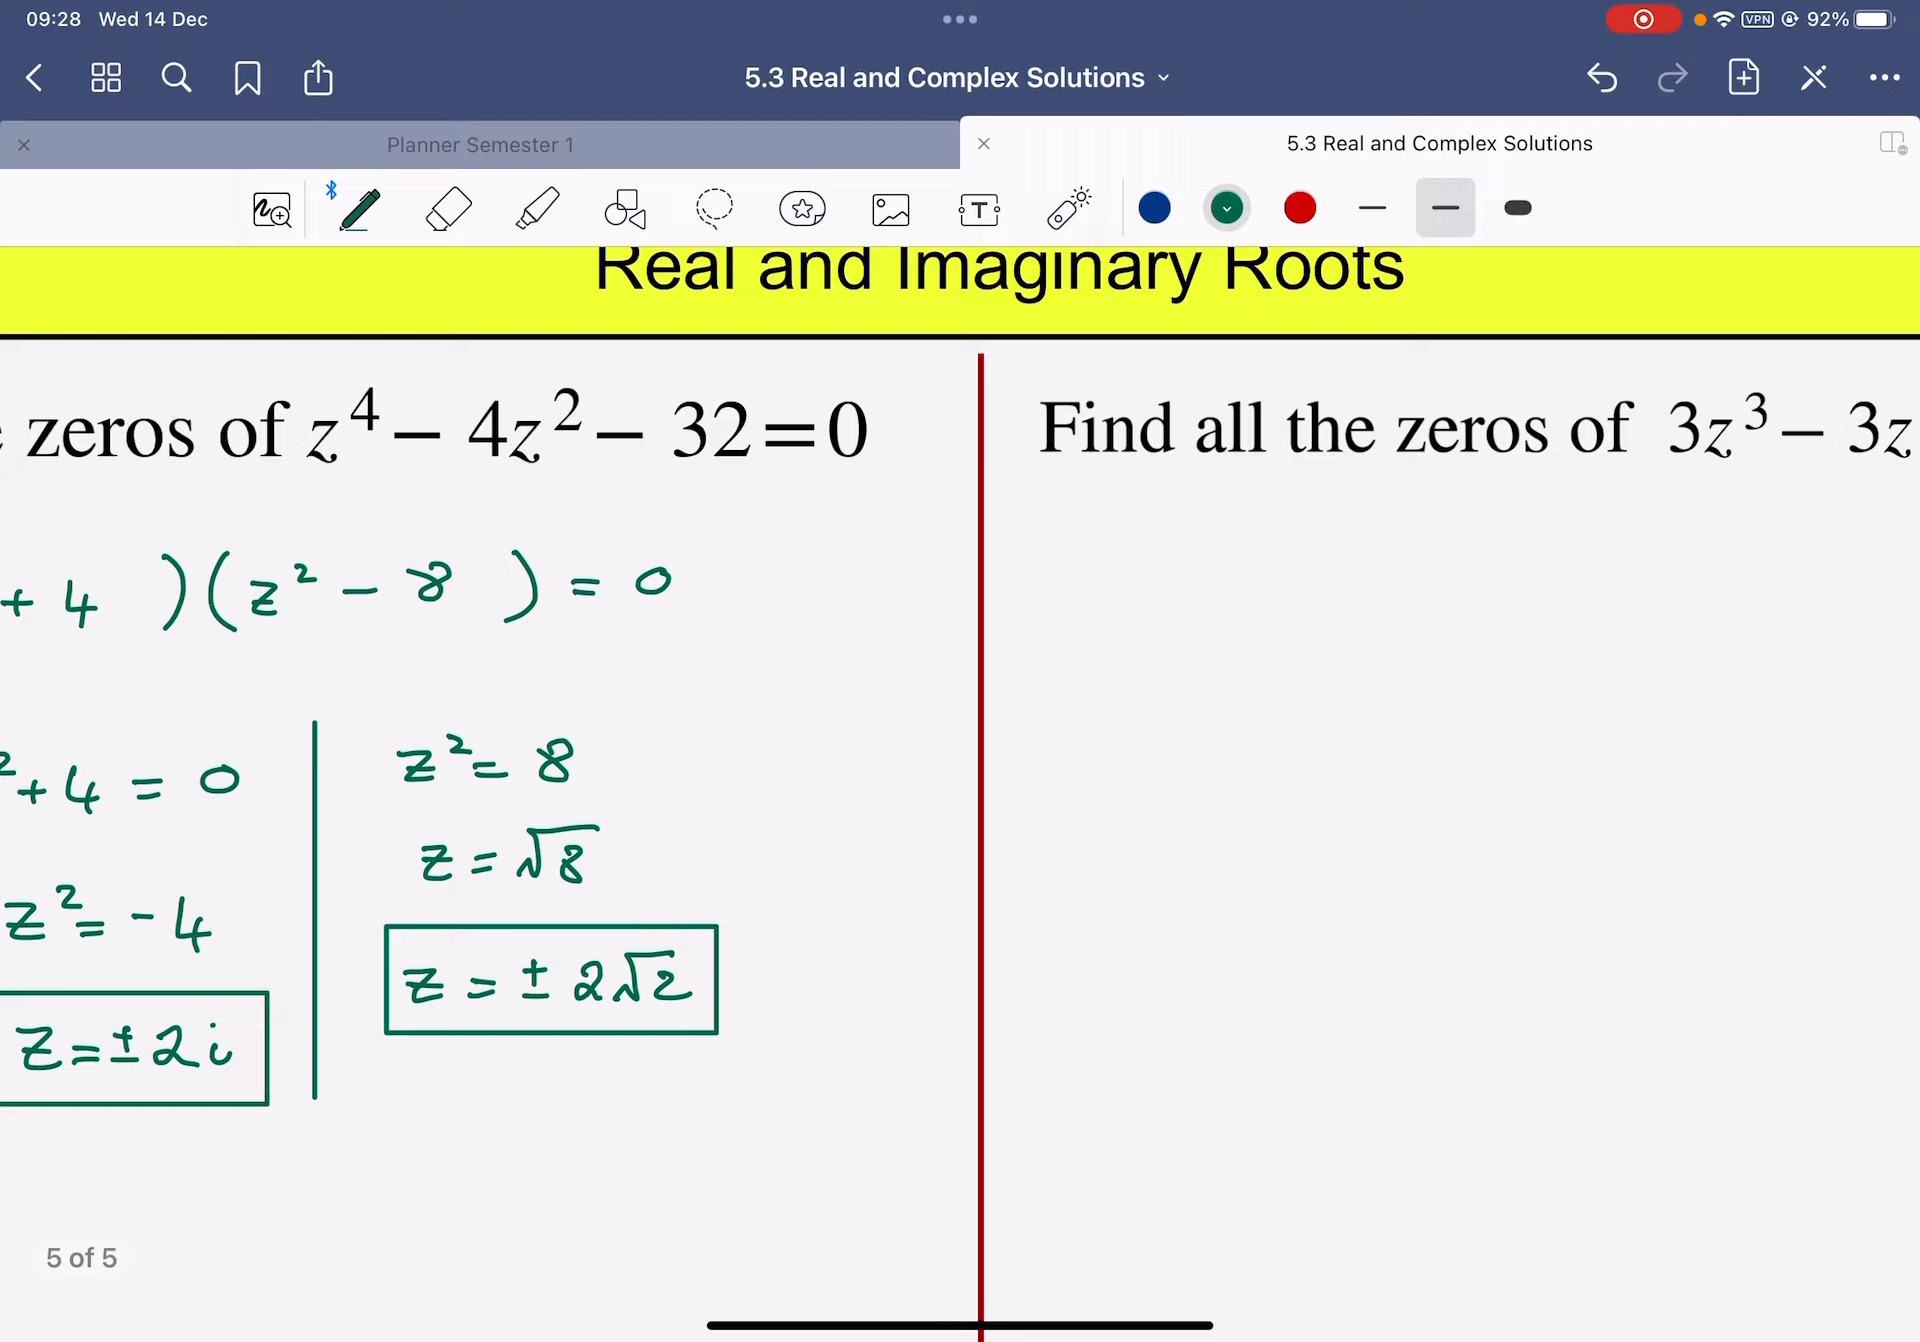 09:28 Wed 14 Dec
VPN 92%
5.3 Real and Complex Solutions
Planner Semester 1
5.3 Real and Complex Solutions
T
Real and Imaginary Roots
zeros of z⁴ – 4z² – 32 = 0
+ 4 ) ( z² – 8 ) = 0
² + 4 = 0
z² = – 4
z = ± 2i
z² = 8
z = √8
z = ± 2√2
Find all the zeros of 3z³ – 3z
5 of 5